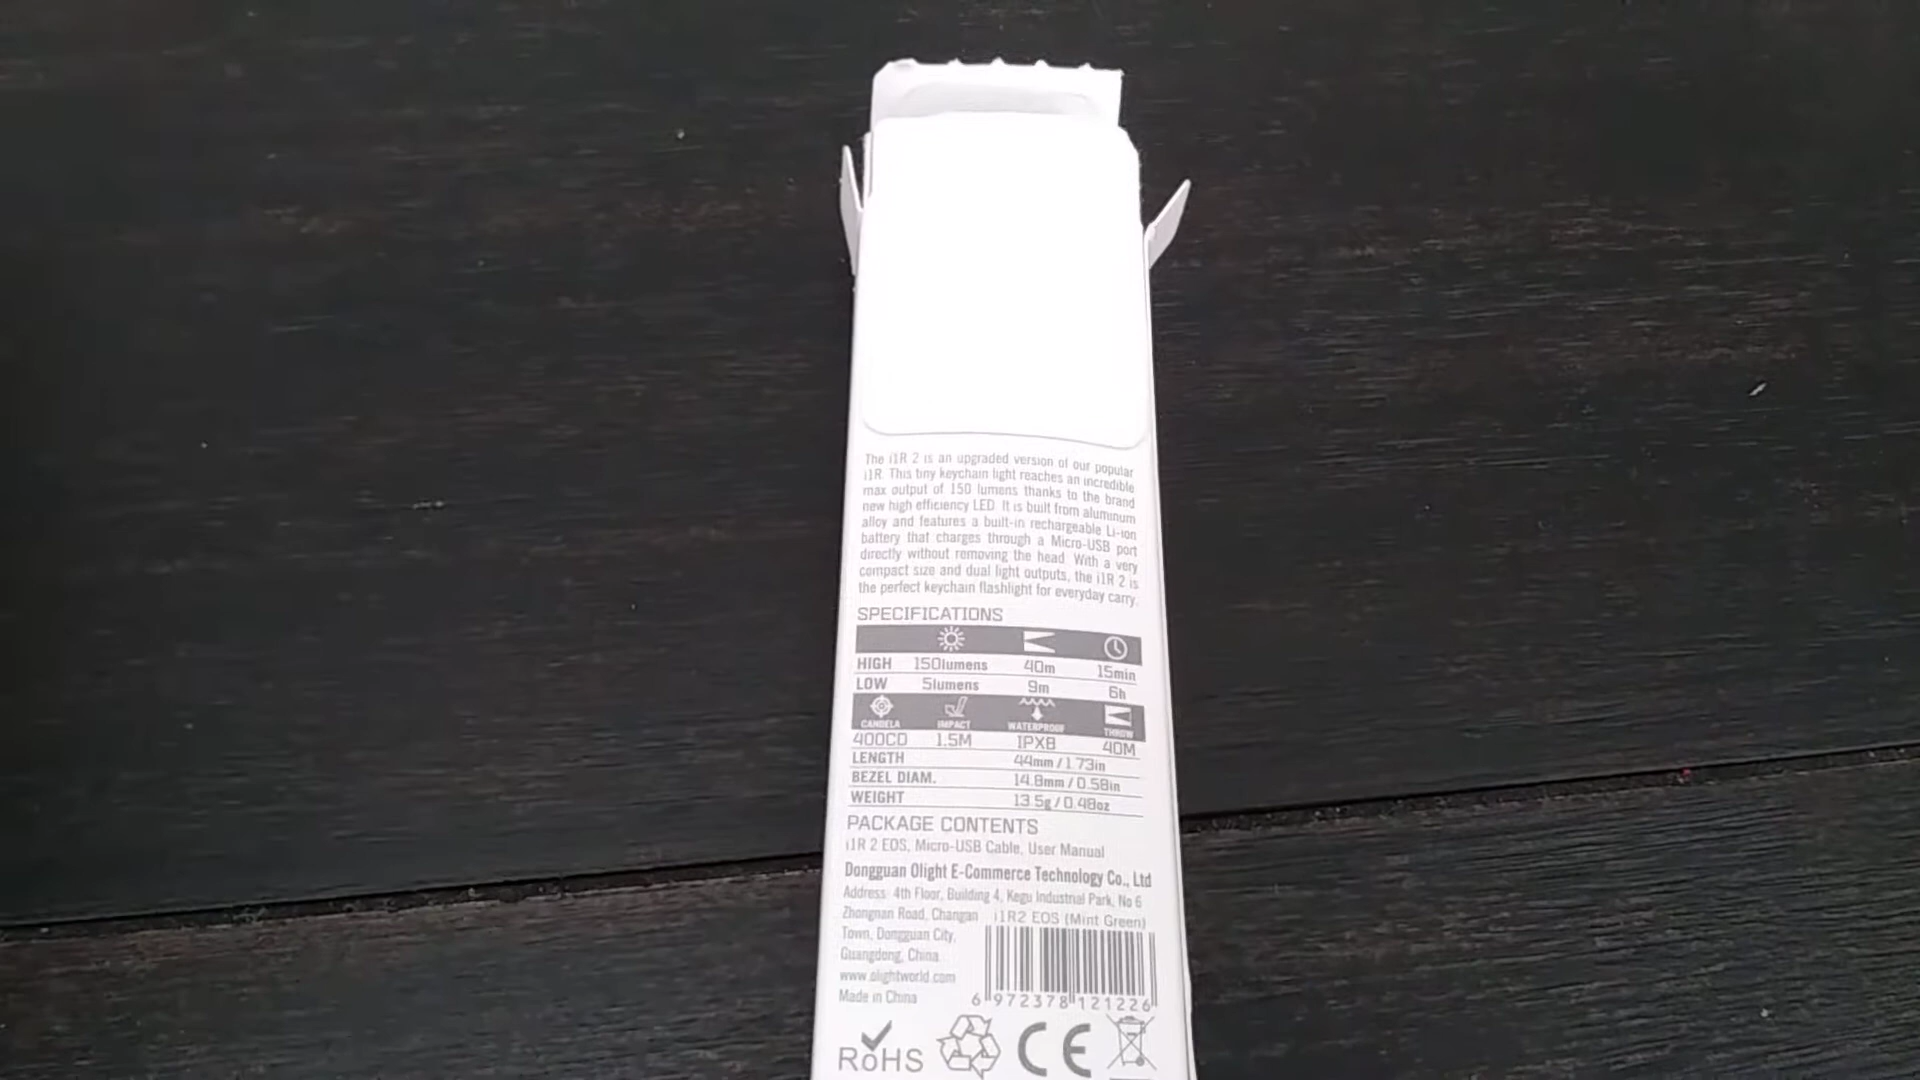 The i1R 2 is an upgraded version of our popular
i1R. This tiny keychain light reaches an incredible
max output of 150 lumens thanks to the brand
new high efficiency LED. It is built from aluminum
alloy and features a built-in rechargeable Li-ion
battery that charges through a Micro-USB port
directly without removing the head. With a very
compact size and dual light outputs, the i1R 2 is
the perfect keychain flashlight for everyday carry.
SPECIFICATIONS
HIGH 150lumens 40m 15min
LOW 5lumens 9m 6h
CANDELA IMPACT WATERPROOF THROW
400CD 1.5M IPX8 40M
LENGTH 44mm / 1.73in
BEZEL DIAM. 14.8mm / 0.58in
WEIGHT 13.5g / 0.48oz
PACKAGE CONTENTS
i1R 2 EOS, Micro-USB Cable, User Manual
Dongguan Olight E-Commerce Technology Co., Ltd
Address: 4th Floor, Building 4, Kegu Industrial Park, No 6
Zhongnan Road, Changan
Town, Dongguan City,
Guangdong, China
www.olightworld.com
Made in China
i1R2 EOS (Mint Green)
6 972378 121226
RoHS CE